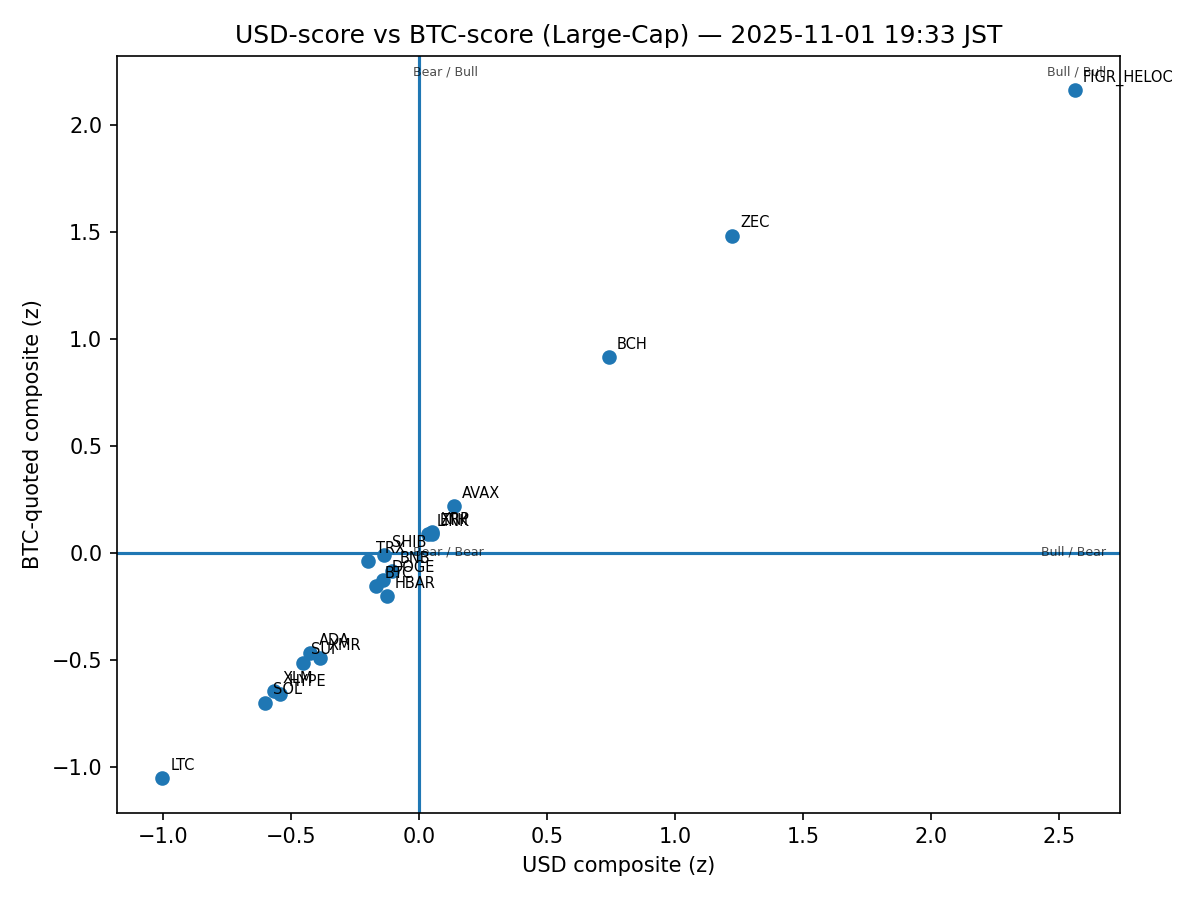 USD-score vs BTC-score (Large-Cap) — 2025-11-01 19:33 JST
Bear / Bull
Bull / Bull
FIGR_HELOC
2.0
ZEC
1.5
BCH
1.0
0.5
AVAX
LINK
XRP
SHIB
TRX
0.0
Bear / Bear
Bull / Bear
BNB
DOGE
BTC
HBAR
ADA
XMR
SUI
−0.5
XLM
HYPE
SOL
LTC
−1.0
−1.0
−0.5
0.0
0.5
1.0
1.5
2.0
2.5
USD composite (z)
BTC-quoted composite (z)